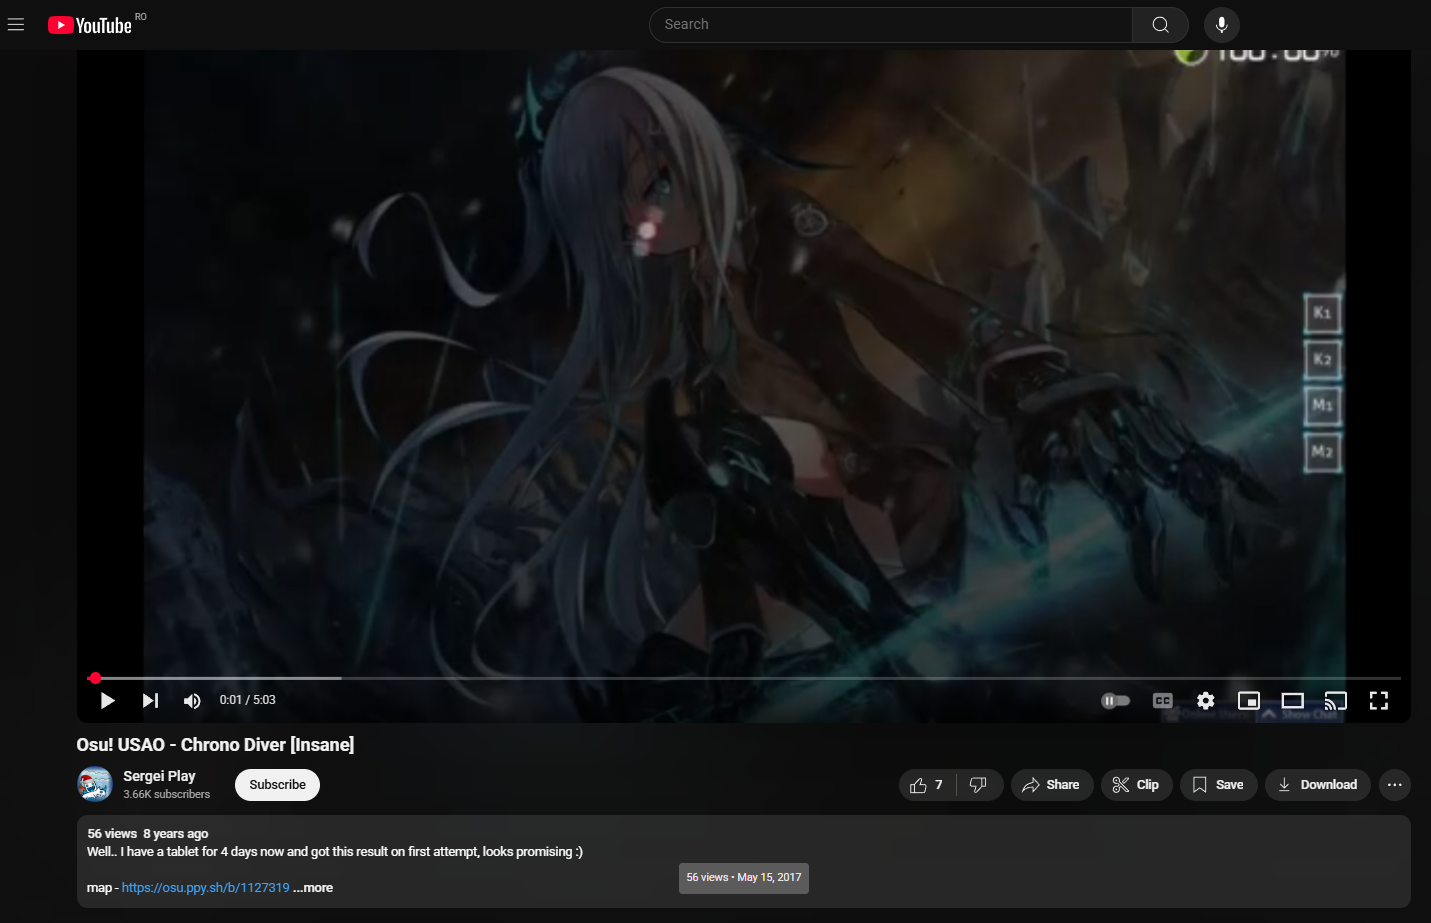 YouTube RO
Search
100.00%
K1
K2
M1
M2
0:01 / 5:03
CC
Show Chat
Osu! USAO - Chrono Diver [Insane]
Sergei Play
3.66K subscribers
Subscribe
7
Share
Clip
Save
Download
56 views 8 years ago
Well.. I have a tablet for 4 days now and got this result on first attempt, looks promising :)
56 views • May 15, 2017
map - https://osu.ppy.sh/b/1127319 ...more